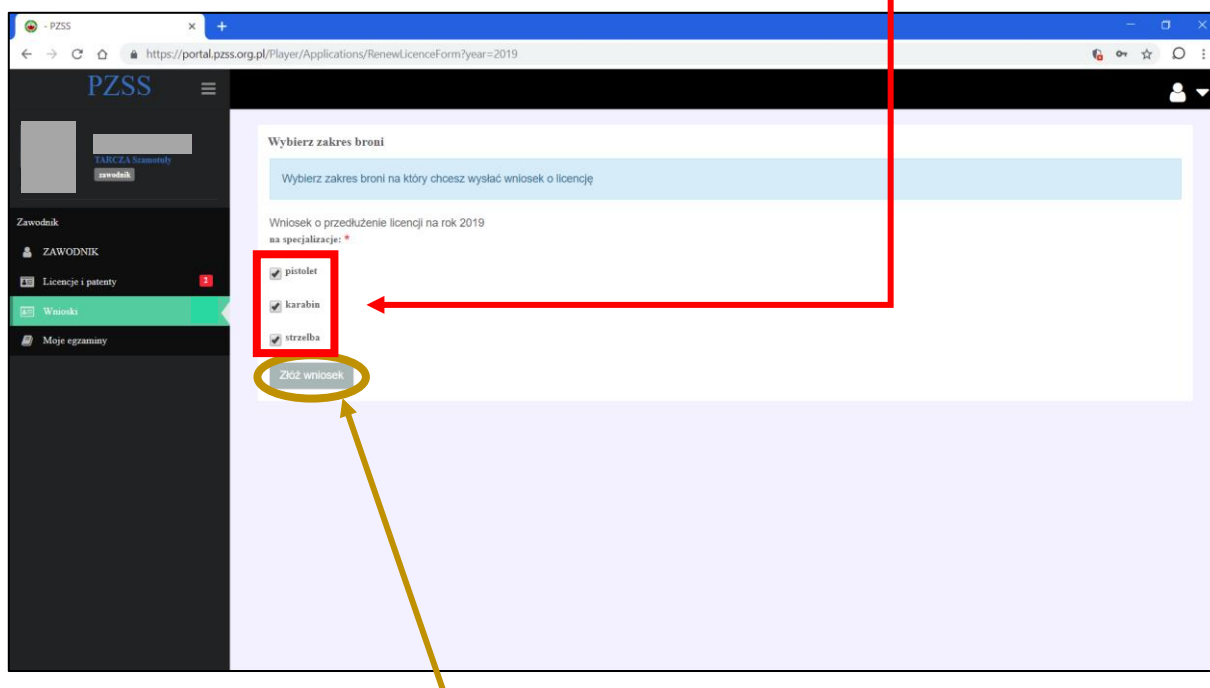 - PZSS
https://portal.pzss.org.pl/Player/Applications/RenewLicenceForm?year=2019
PZSS
TARCZA Szamotuły
zawodnik
Zawodnik
ZAWODNIK
Licencje i patenty
Wnioski
Moje egzaminy
Wybierz zakres broni
Wybierz zakres broni na który chcesz wysłać wniosek o licencję
Wniosek o przedłużenie licencji na rok 2019
na specjalizacje: *
pistolet
karabin
strzelba
Złóż wniosek